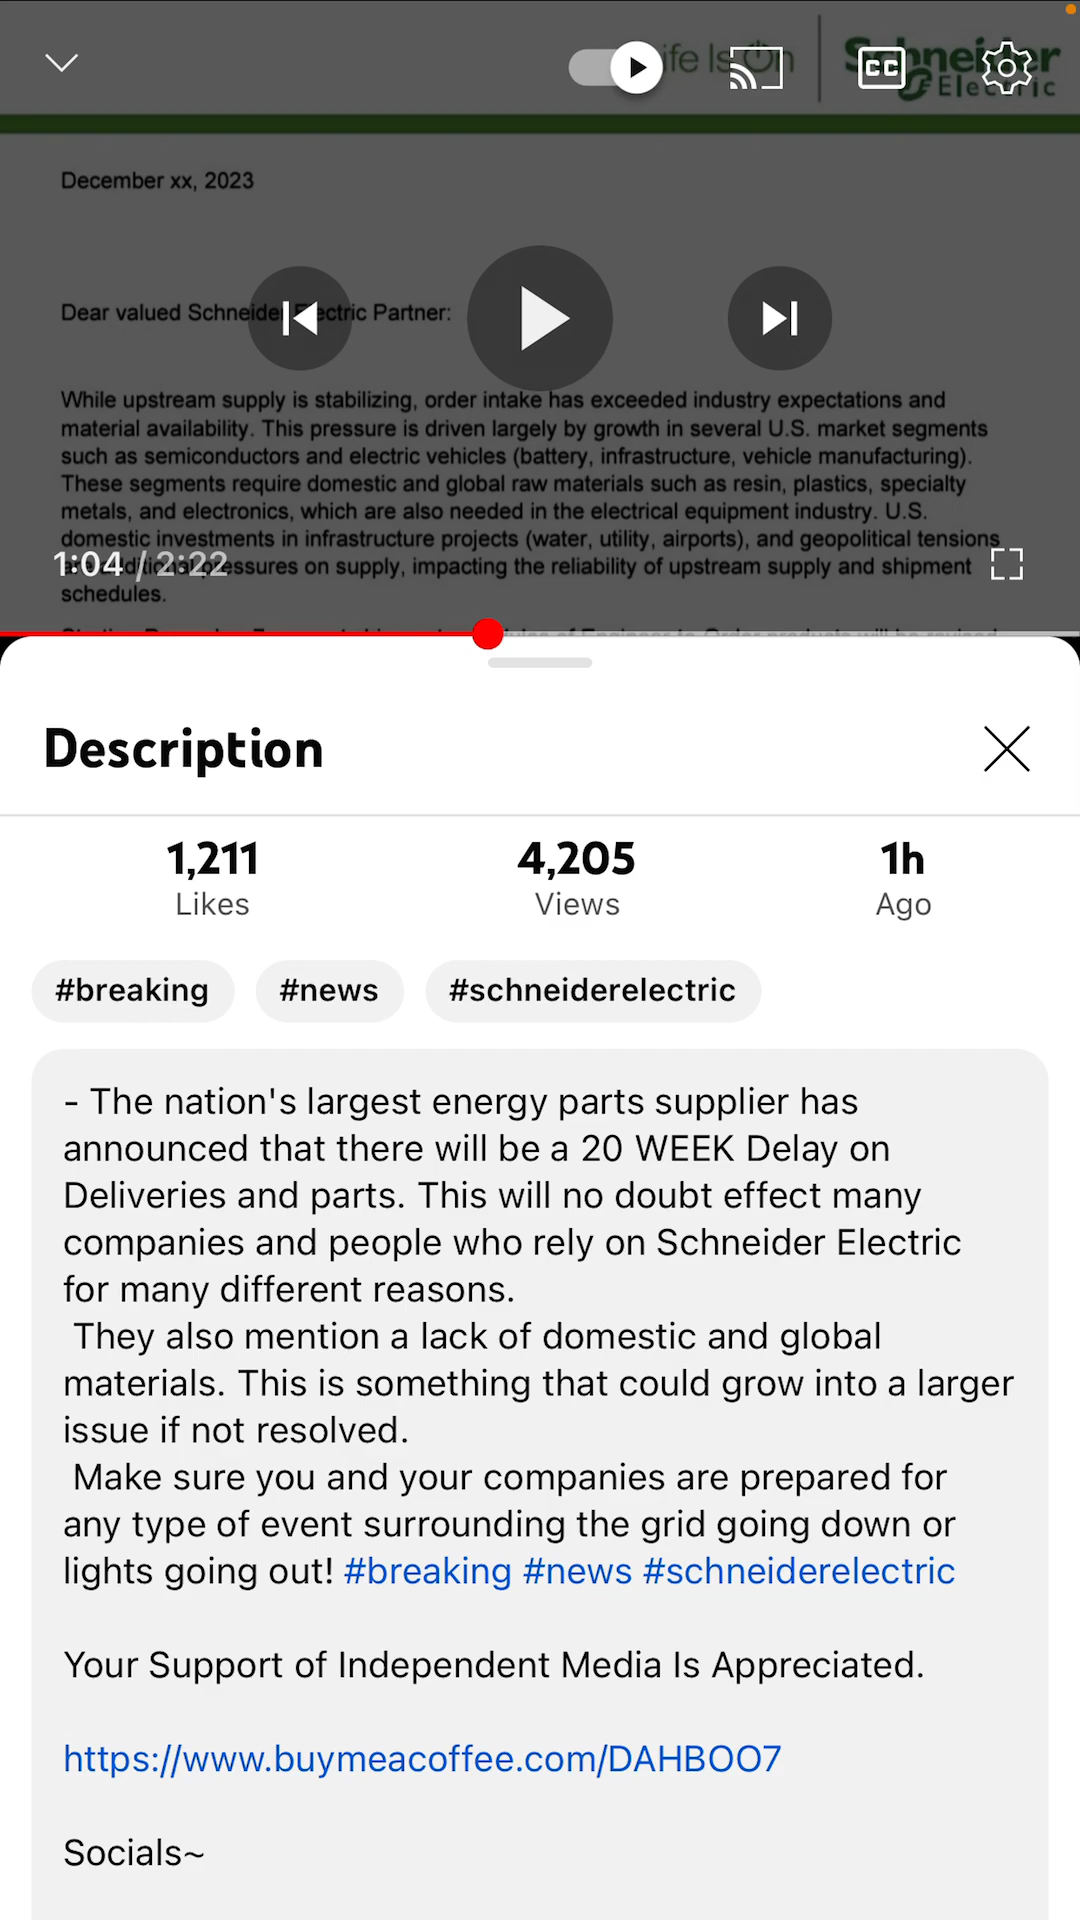 Life Is On
Schneider
Electric
CC
December xx, 2023
Dear valued Schneider Electric Partner:
While upstream supply is stabilizing, order intake has exceeded industry expectations and
material availability. This pressure is driven largely by growth in several U.S. market segments
such as semiconductors and electric vehicles (battery, infrastructure, vehicle manufacturing).
These segments require domestic and global raw materials such as resin, plastics, specialty
metals, and electronics, which are also needed in the electrical equipment industry. U.S.
domestic investments in infrastructure projects (water, utility, airports), and geopolitical tensions
pressures on supply, impacting the reliability of upstream supply and shipment
1:04 / 2:22
schedules.
Description
1,211
Likes
4,205
Views
1h
Ago
#breaking
#news
#schneiderelectric
- The nation's largest energy parts supplier has
announced that there will be a 20 WEEK Delay on
Deliveries and parts. This will no doubt effect many
companies and people who rely on Schneider Electric
for many different reasons.
They also mention a lack of domestic and global
materials. This is something that could grow into a larger
issue if not resolved.
Make sure you and your companies are prepared for
any type of event surrounding the grid going down or
lights going out! #breaking #news #schneiderelectric
Your Support of Independent Media Is Appreciated.
https://www.buymeacoffee.com/DAHBOO7
Socials~